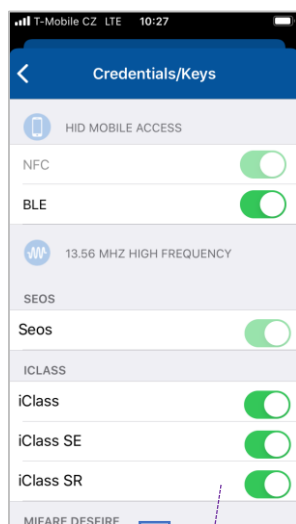 T-Mobile CZ LTE 10:27
Credentials/Keys
HID MOBILE ACCESS
NFC
BLE
13.56 MHZ HIGH FREQUENCY
SEOS
Seos
ICLASS
iClass
iClass SE
iClass SR
MIFARE DESFIRE